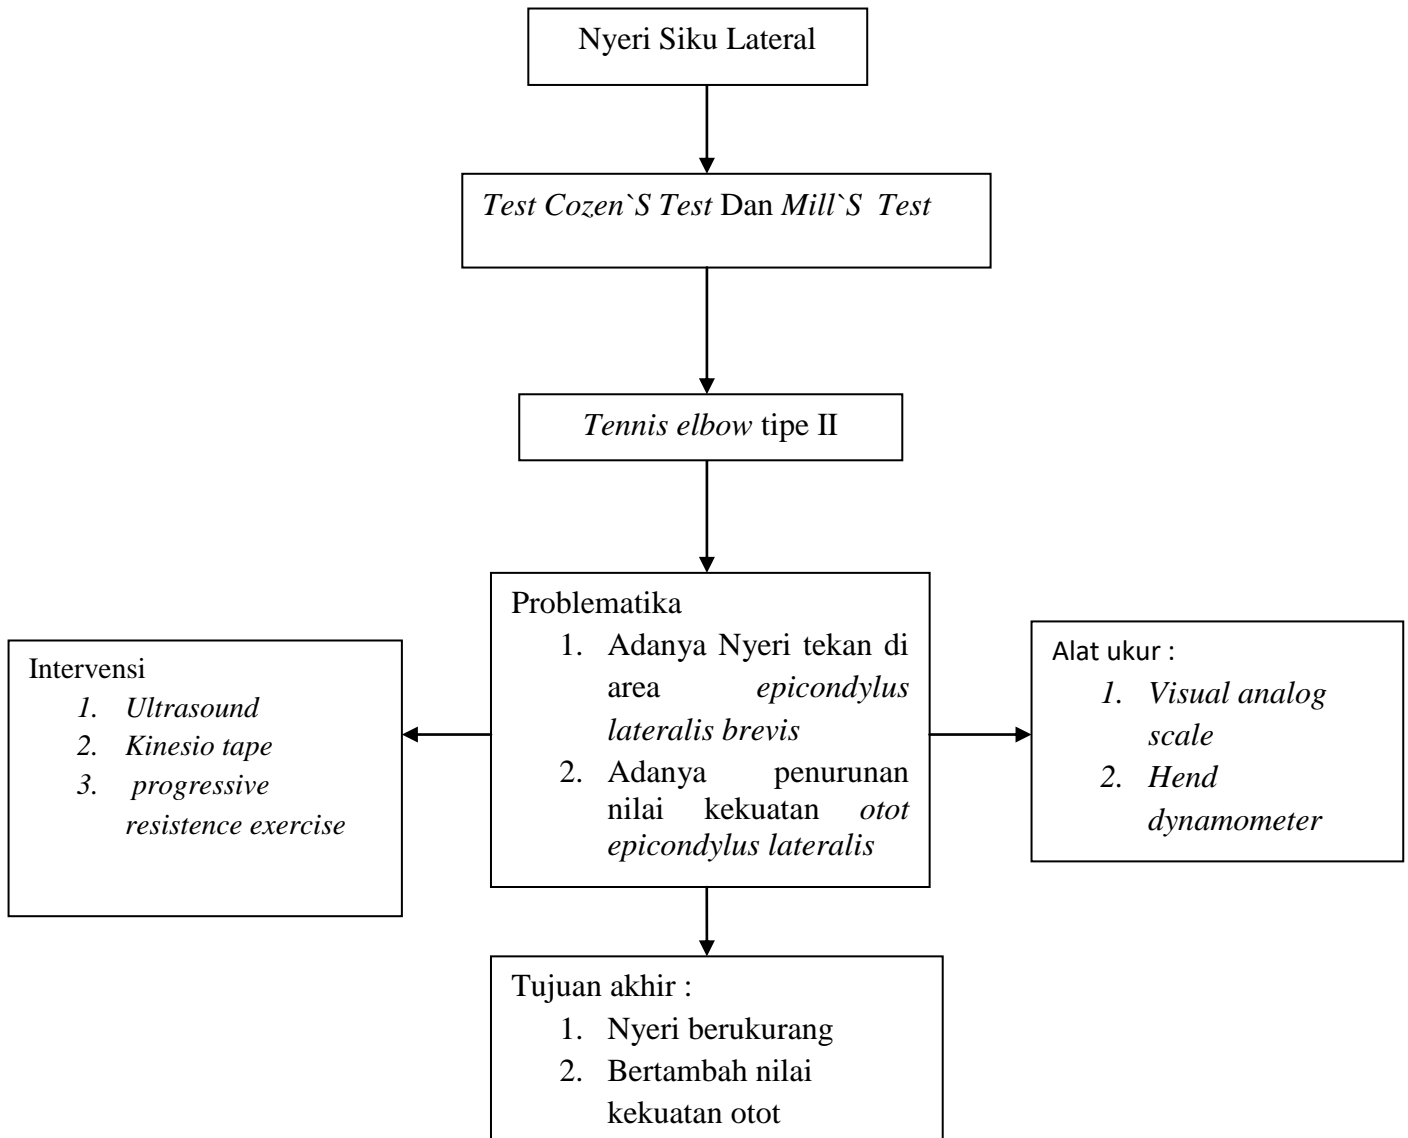 Nyeri Siku Lateral
Test Cozen`S Test Dan Mill`S Test
Tennis elbow tipe II
Problematika
1. Adanya Nyeri tekan di
area epicondylus
lateralis brevis
2. Adanya penurunan
nilai kekuatan otot
epicondylus lateralis
Intervensi
1. Ultrasound
2. Kinesio tape
3. progressive
resistence exercise
Alat ukur :
1. Visual analog
scale
2. Hend
dynamometer
Tujuan akhir :
1. Nyeri berukurang
2. Bertambah nilai
kekuatan otot